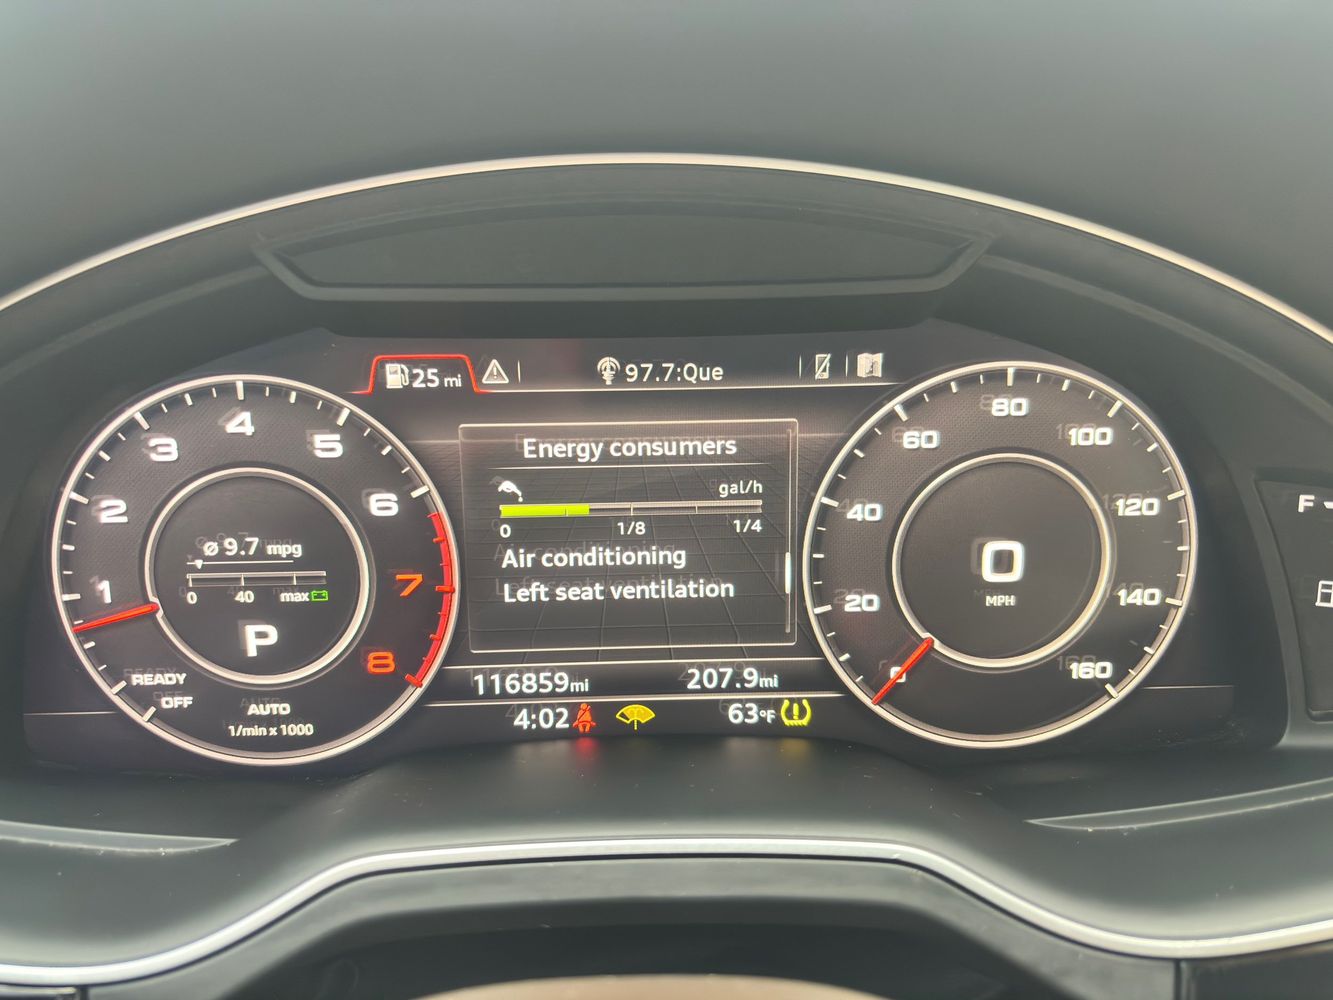 25 mi
97.7:Que
1
2
3
4
5
6
7
8
ø 9.7 mpg
0 40 max
P
READY
OFF
AUTO
1/min x 1000
Energy consumers
gal/h
0 1/8 1/4
Air conditioning
Left seat ventilation
116859mi 207.9mi
4:02 63°F
0
20
40
60
80
100
120
140
160
0
MPH
F